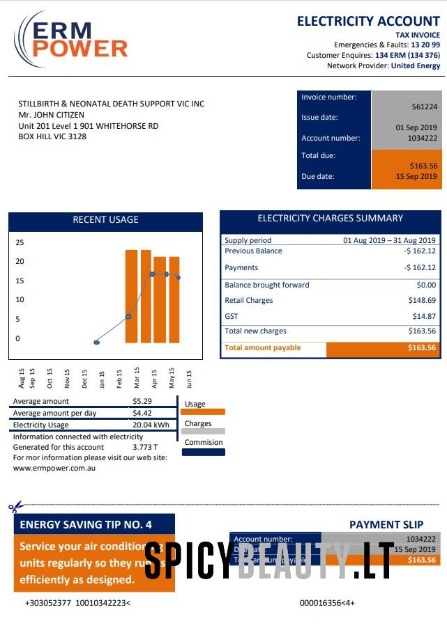 ERM
POWER
ELECTRICITY ACCOUNT
TAX INVOICE
Emergencies & Faults: 13 20 99
Customer Enquires: 134 ERM (134 376)
Network Provider: United Energy
STILLBIRTH & NEONATAL DEATH SUPPORT VIC INC
Mr. JOHN CITIZEN
Unit 201 Level 1 901 WHITEHORSE RD
BOX HILL VIC 3128
Invoice number: 561224
Issue date: 01 Sep 2019
Account number: 1034222
Total due: $163.56
Due date: 15 Sep 2019
RECENT USAGE
25
20
15
10
5
0
Aug 15 Sep 15 Oct 15 Nov 15 Dec 15 Jan 15 Feb 15 Mar 15 Apr 15 May 15 Jun 15
Average amount $5.29
Average amount per day $4.42
Electricity Usage 20.04 kWh
Information connected with electricity
Generated for this account 3.773 T
For mor information please visit our web site:
www.ermpower.com.au
Usage
Charges
Commision
ELECTRICITY CHARGES SUMMARY
Supply period 01 Aug 2019 – 31 Aug 2019
Previous Balance -$ 162.12
Payments -$ 162.12
Balance brought forward $0.00
Retail Charges $148.69
GST $14.87
Total new charges $163.56
Total amount payable $163.56
ENERGY SAVING TIP NO. 4
Service your air condition
units regularly so they run
efficiently as designed.
PAYMENT SLIP
Account number: 1034222
15 Sep 2019
$163.56
SPICYBEAUTY.LT
+303052377 10010342223<
000016356<4+